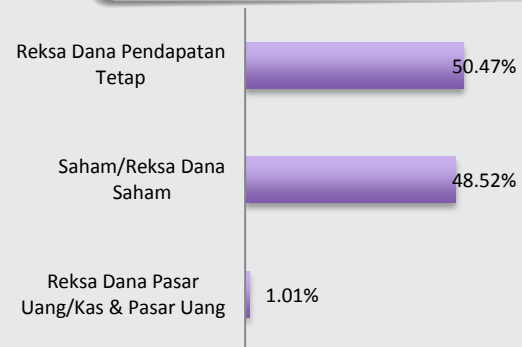 Reksa Dana Pendapatan
Tetap
50.47%
Saham/Reksa Dana
Saham
48.52%
Reksa Dana Pasar
Uang/Kas & Pasar Uang
1.01%